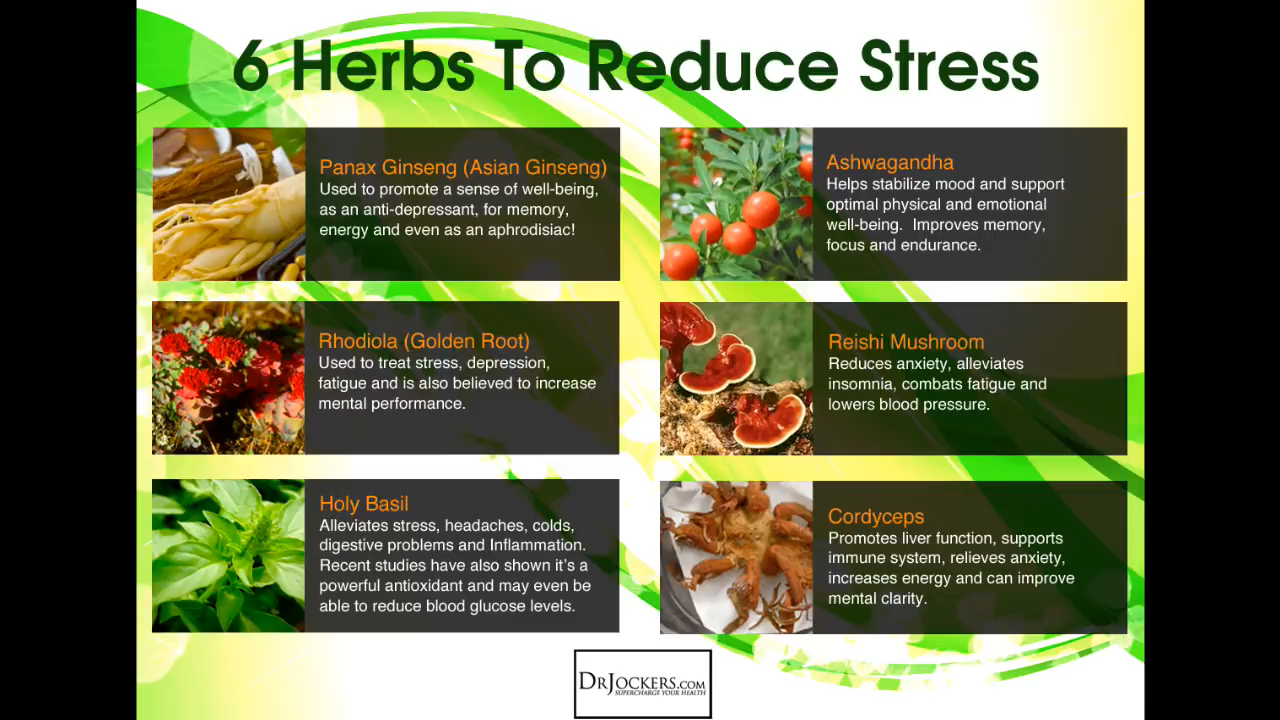 6 Herbs To Reduce Stress
Panax Ginseng (Asian Ginseng)
Used to promote a sense of well-being,
as an anti-depressant, for memory,
energy and even as an aphrodisiac!
Ashwagandha
Helps stabilize mood and support
optimal physical and emotional
well-being.  Improves memory,
focus and endurance.
Rhodiola (Golden Root)
Used to treat stress, depression,
fatigue and is also believed to increase
mental performance.
Reishi Mushroom
Reduces anxiety, alleviates
insomnia, combats fatigue and
lowers blood pressure.
Holy Basil
Alleviates stress, headaches, colds,
digestive problems and Inflammation.
Recent studies have also shown it's a
powerful antioxidant and may even be
able to reduce blood glucose levels.
Cordyceps
Promotes liver function, supports
immune system, relieves anxiety,
increases energy and can improve
mental clarity.
DRJOCKERS.COM
SUPERCHARGE YOUR HEALTH